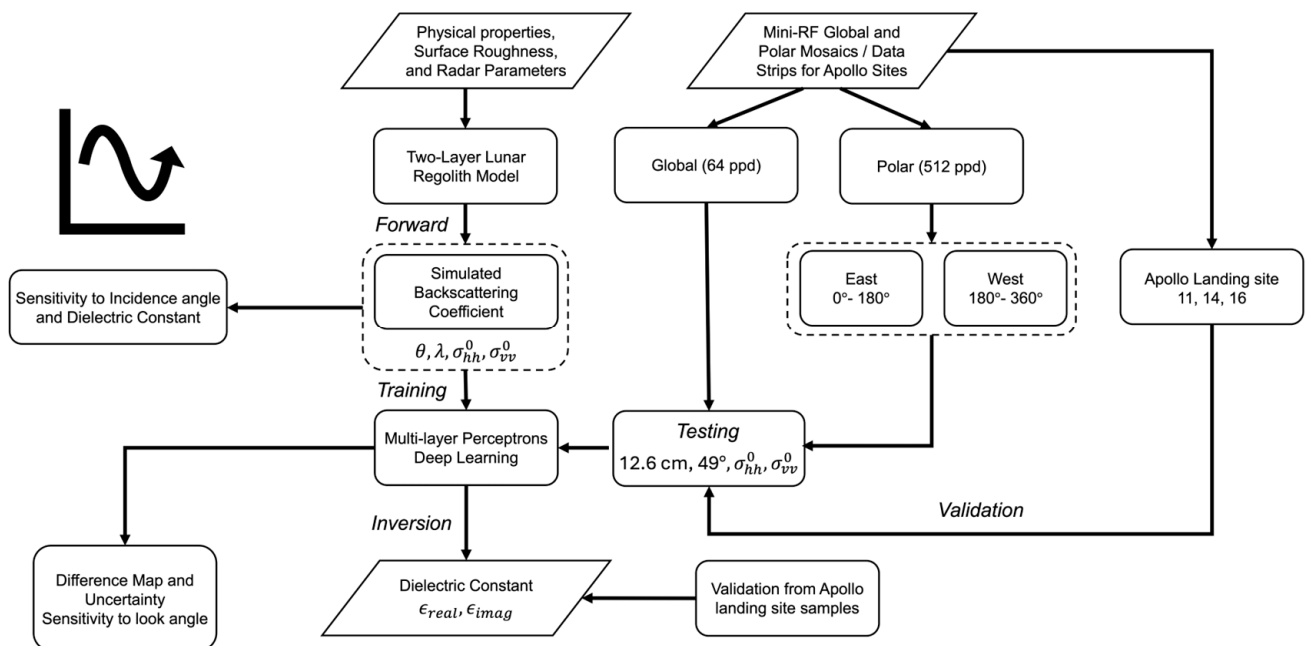 Physical properties,
Surface Roughness,
and Radar Parameters
Mini-RF Global and
Polar Mosaics / Data
Strips for Apollo Sites
Two-Layer Lunar
Regolith Model
Global (64 ppd)
Polar (512 ppd)
Forward
Simulated
Backscattering
Coefficient
θ, λ, σ⁰hh, σ⁰vv
Sensitivity to Incidence angle
and Dielectric Constant
East
0°- 180°
West
180°- 360°
Apollo Landing site
11, 14, 16
Training
Multi-layer Perceptrons
Deep Learning
Testing
12.6 cm, 49°, σ⁰hh, σ⁰vv
Inversion
Validation
Difference Map and
Uncertainty
Sensitivity to look angle
Dielectric Constant
ϵreal, ϵimag
Validation from Apollo
landing site samples